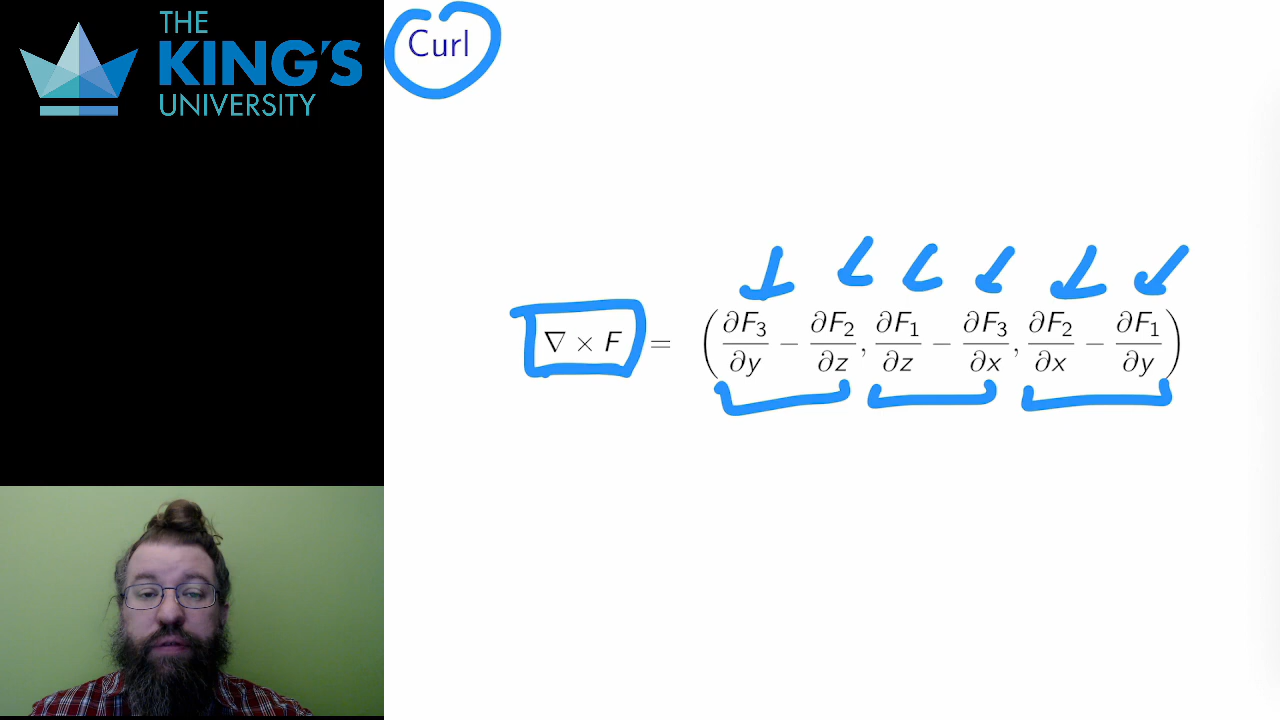 THE
KING'S
UNIVERSITY
Curl
∇ × F = (∂F₃/∂y − ∂F₂/∂z, ∂F₁/∂z − ∂F₃/∂x, ∂F₂/∂x − ∂F₁/∂y)